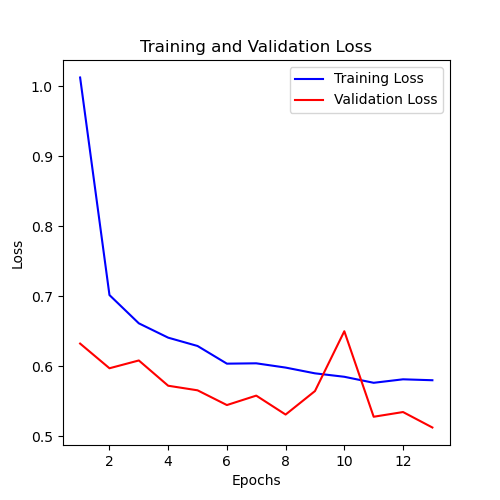 Training and Validation Loss
Training Loss
Validation Loss
1.0
0.9
0.8
0.7
0.6
0.5
Loss
2 4 6 8 10 12
Epochs